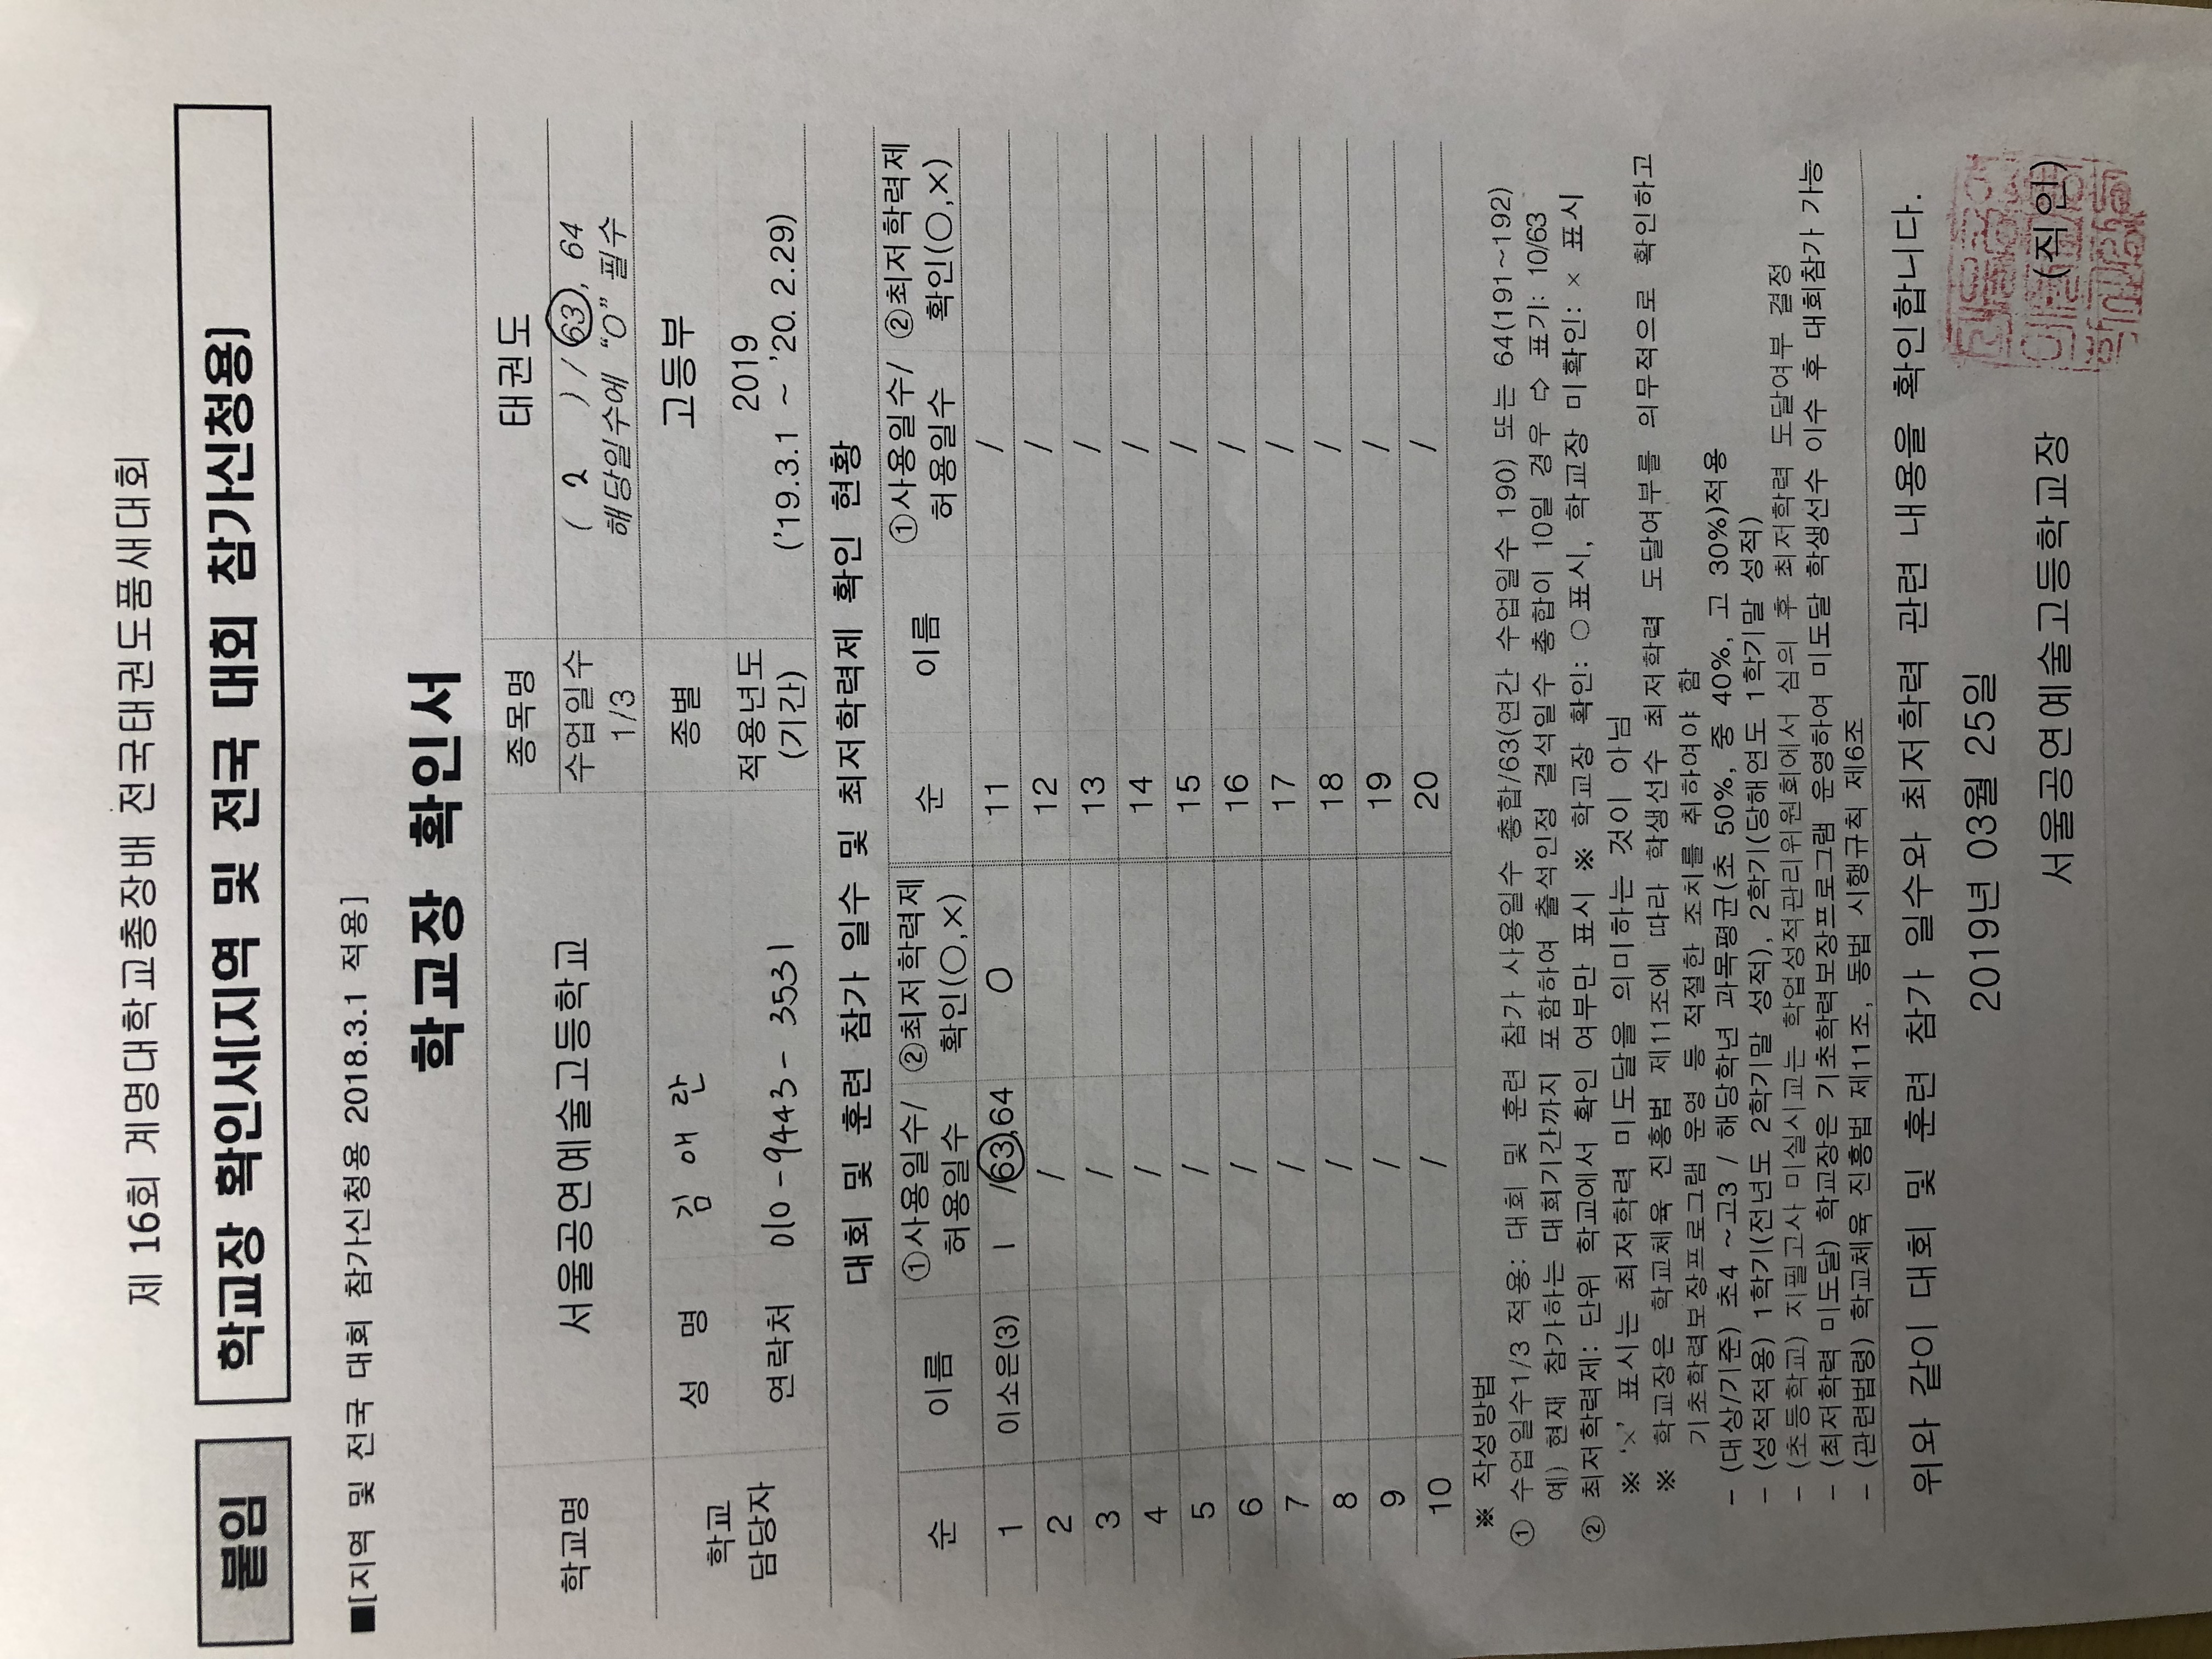 제 16회 계명대학교총장배 전국태권도품새대회
붙임 학교장 확인서[지역 및 전국 대회 참가신청용]
■[지역 및 전국 대회 참가신청용 2018.3.1 적용]
학교장 확인서
학교명 서울공연예술고등학교 종목명 태권도
수업일수 1/3 ( 2 ) / 63, 64
해당일수에 “O” 필수
학교 담당자 성 명 김 애 란 종별 고등부
연락처 010-9443-3531 적용년도 (기간) 2019
('19.3.1 ~ '20. 2.29)
대회 및 훈련 참가 일수 및 최저학력제 확인 현황
순 이름 ①사용일수/허용일수 ②최저학력제 확인(○,×) 순 이름 ①사용일수/허용일수 ②최저학력제 확인(○,×)
1 이소은(3) 1 /63,64 O 11 /
2 / 12 /
3 / 13 /
4 / 14 /
5 / 15 /
6 / 16 /
7 / 17 /
8 / 18 /
9 / 19 /
10 / 20 /
※ 작성방법
① 수업일수1/3 적용: 대회 및 훈련 참가 사용일수 총합/63(연간 수업일수 190) 또는 64(191~192)
예) 현재 참가하는 대회기간까지 포함하여 출석인정 결석일수 총합이 10일 경우 ⇨ 표기: 10/63
② 최저학력제: 단위 학교에서 확인 여부만 표시 ※ 학교장 확인: ○표시, 학교장 미확인: × 표시
※ ‘×’ 표시는 최저학력 미도달을 의미하는 것이 아님
※ 학교장은 학교체육 진흥법 제11조에 따라 학생선수 최저학력 도달여부를 의무적으로 확인하고
기초학력보장프로그램 운영 등 적절한 조치를 취하여야 함
- (대상/기준) 초4 ~고3 / 해당학년 과목평균(초 50%, 중 40%, 고 30%)적용
- (성적적용) 1학기(전년도 2학기말 성적), 2학기(당해연도 1학기말 성적)
- (초등학교) 지필고사 미실시교는 학업성적관리위원회에서 심의 후 최저학력 도달여부 결정
- (최저학력 미도달) 학교장은 기초학력보장프로그램 운영하여 미도달 학생선수 이수 후 대회참가 가능
- (관련법령) 학교체육 진흥법 제11조, 동법 시행규칙 제6조
위와 같이 대회 및 훈련 참가 일수와 최저학력 관련 내용을 확인합니다.
2019년 03월 25일
서울공연예술고등학교장 (직인)